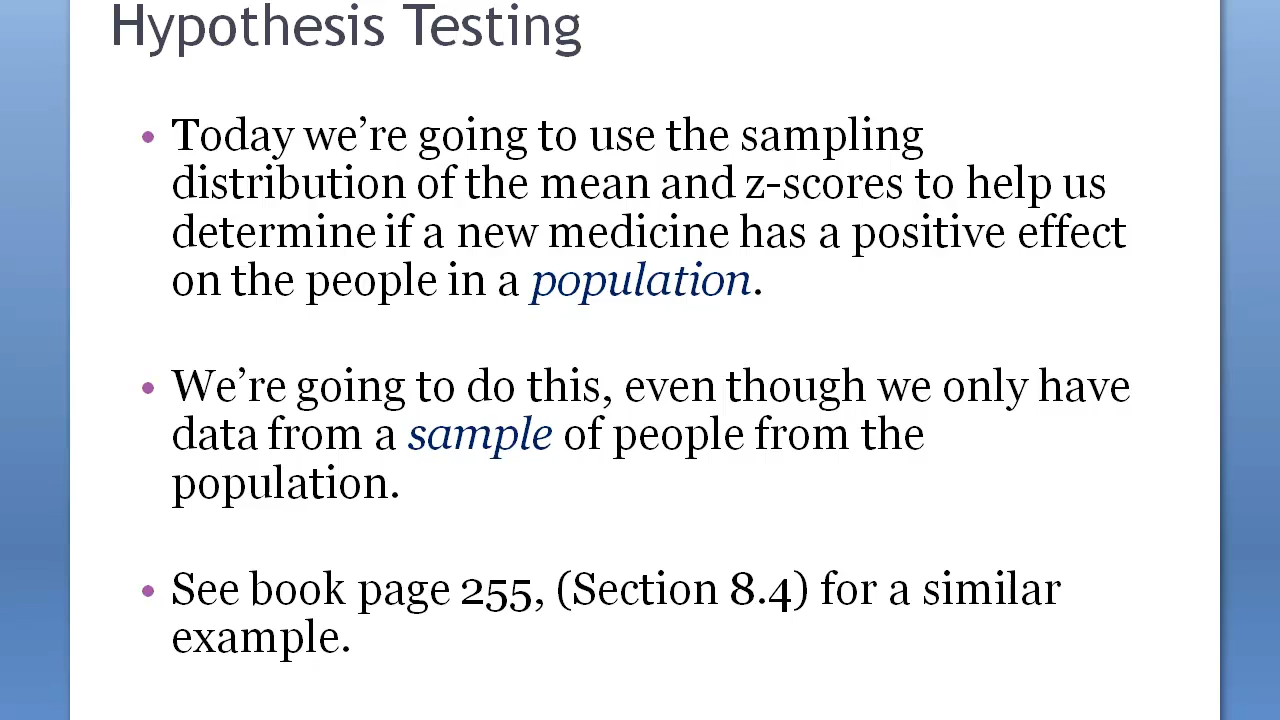 Hypothesis Testing
• Today we’re going to use the sampling
distribution of the mean and z-scores to help us
determine if a new medicine has a positive effect
on the people in a population.
• We’re going to do this, even though we only have
data from a sample of people from the
population.
• See book page 255, (Section 8.4) for a similar
example.